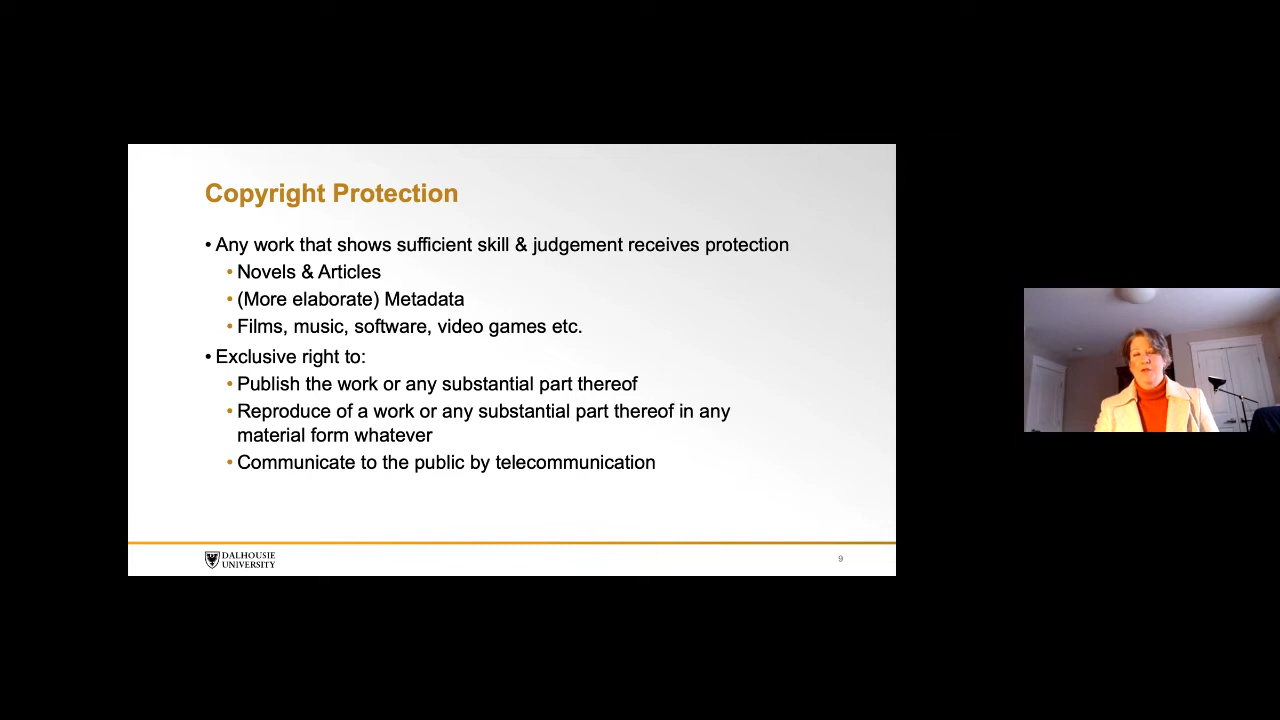 Copyright Protection
• Any work that shows sufficient skill & judgement receives protection
• Novels & Articles
• (More elaborate) Metadata
• Films, music, software, video games etc.
• Exclusive right to:
• Publish the work or any substantial part thereof
• Reproduce of a work or any substantial part thereof in any
material form whatever
• Communicate to the public by telecommunication
DALHOUSIE
UNIVERSITY
9